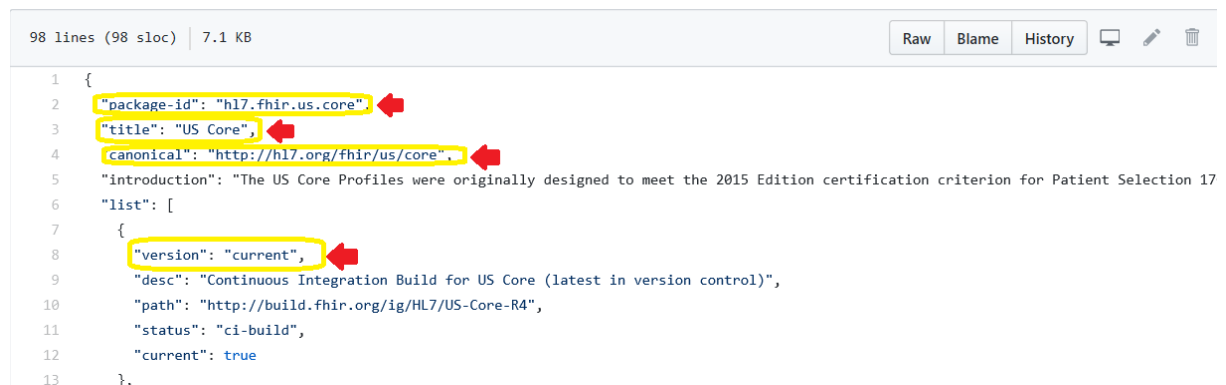 98 lines (98 sloc) 7.1 KB Raw Blame History
1 {
2 "package-id": "hl7.fhir.us.core",
3 "title": "US Core",
4 canonical": "http://hl7.org/fhir/us/core",
5 "introduction": "The US Core Profiles were originally designed to meet the 2015 Edition certification criterion for Patient Selection 17
6 "list": [
7 {
8 "version": "current",
9 "desc": "Continuous Integration Build for US Core (latest in version control)",
10 "path": "http://build.fhir.org/ig/HL7/US-Core-R4",
11 "status": "ci-build",
12 "current": true
13 },